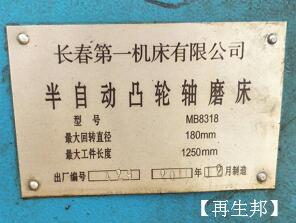 长春第一机床有限公司
半自动凸轮轴磨床
型号 MB8318
最大回转直径 180mm
最大工件长度 1250mm
出厂编号 年 月制造
【再生邦】